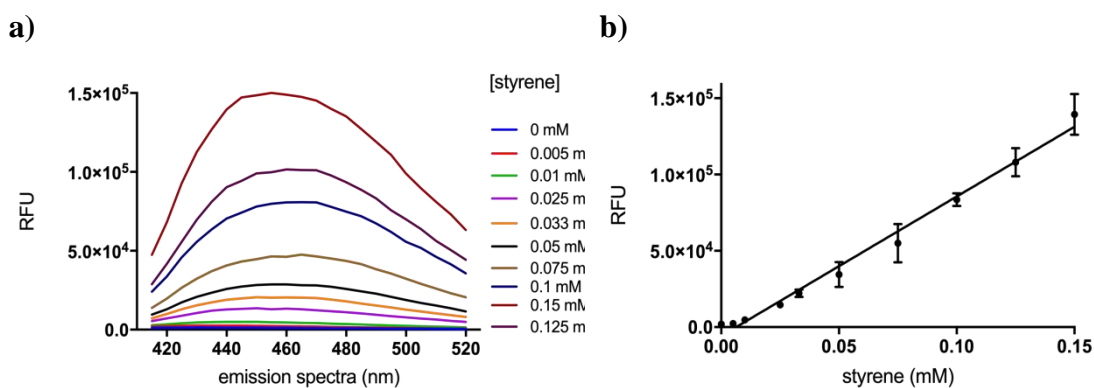 a)
b)
[styrene]
1.5×10⁵
1.0×10⁵
5.0×10⁴
0.0
RFU
420 440 460 480 500 520
emission spectra (nm)
0 mM
0.005 m
0.01 mM
0.025 m
0.033 m
0.05 mM
0.075 m
0.1 mM
0.15 mM
0.125 m
1.5×10⁵
1.0×10⁵
5.0×10⁴
0.0
RFU
0.00 0.05 0.10 0.15
styrene (mM)